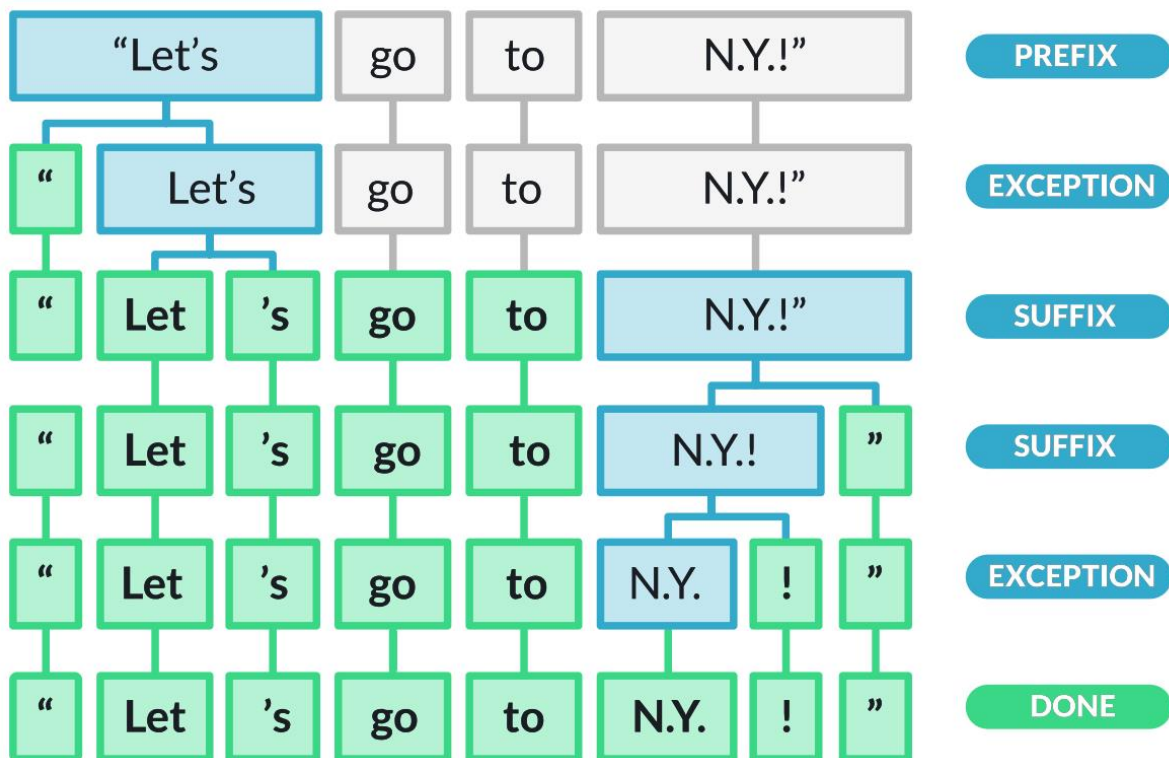 “Let’s go to N.Y.!” PREFIX
“ Let’s go to N.Y.!” EXCEPTION
“ Let ’s go to N.Y.!” SUFFIX
“ Let ’s go to N.Y.! ” SUFFIX
“ Let ’s go to N.Y. ! ” EXCEPTION
“ Let ’s go to N.Y. ! ” DONE